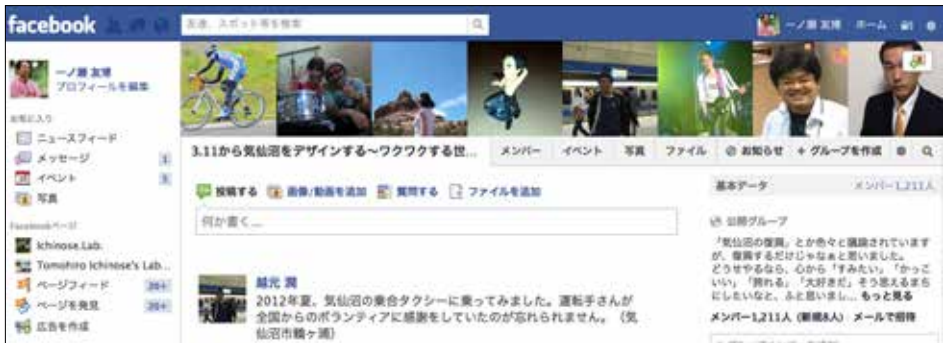 facebook
友達、スポット等を検索
一ノ瀬 友博 ホーム
一ノ瀬 友博
プロフィールを編集
お気に入り
ニュースフィード
メッセージ 1
イベント
写真
Facebookページ
Ichinose.Lab.
Tomohiro Ichinose's Lab...
ページフィード 20+
ページを発見 20+
広告を作成
3.11から気仙沼をデザインする～ワクワクする世...
メンバー イベント 写真 ファイル お知らせ + グループを作成
投稿する 画像/動画を追加 質問する ファイルを追加
何か書く...
越元 潤
2012年夏、気仙沼の乗合タクシーに乗ってみました。運転手さんが
全国からのボランティアに感謝をしていたのが忘れられません。（気
仙沼市鶴ヶ浦）
基本データ メンバー1,211人
公開グループ
「気仙沼の復興」とか色々と議論されています
が、復興するだけじゃなぁと思いました。
どうせやるなら、心から「すみたい」「かっこ
いい」「誇れる」「大好きだ」そう思えるまち
にしたいなと、ふと思いまし... もっと見る
メンバー1,211人（新規8人） メールで招待